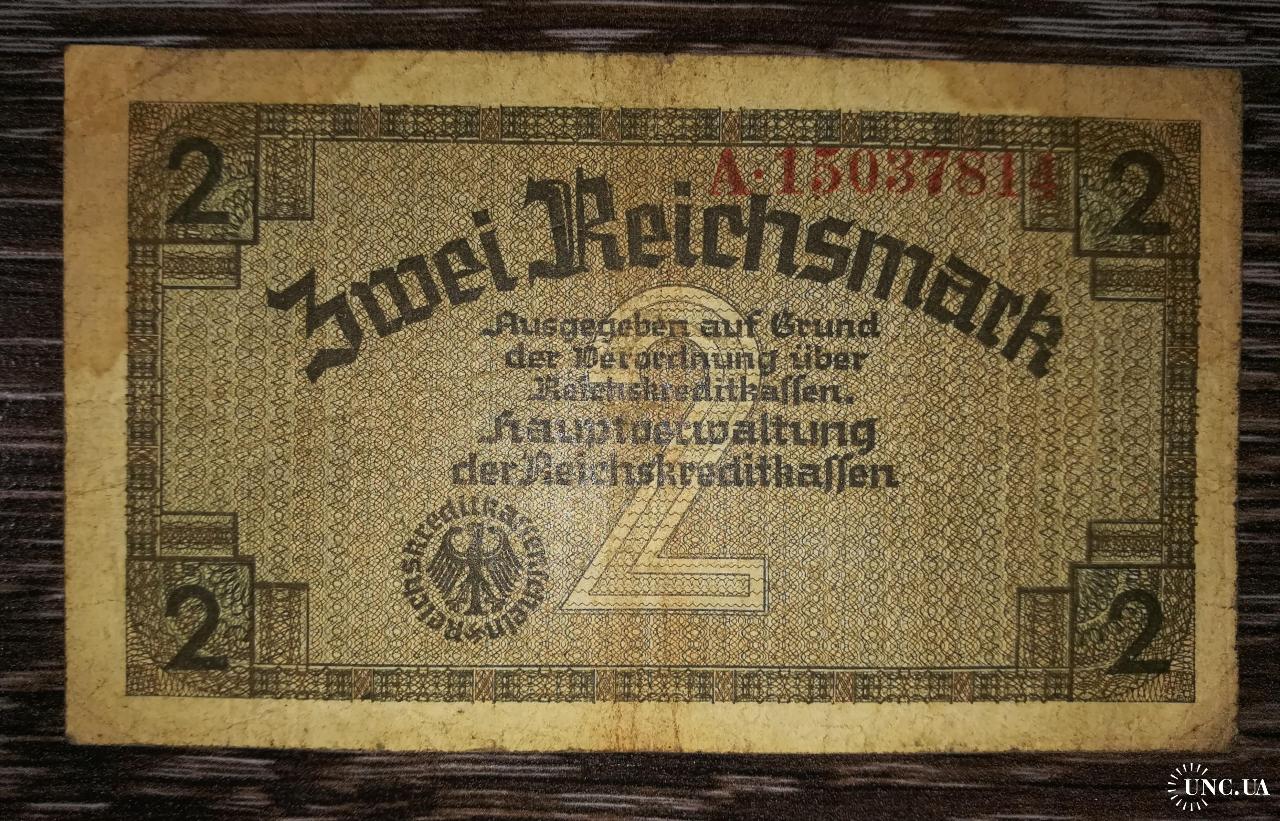 2
2
A·15037814
Zwei Reichsmark
Ausgegeben auf Grund
der Verordnung über
Reichskreditkassen.
Hauptverwaltung
der Reichskreditkassen
2
Reichskreditkassenschein
2
2
UNC.UA